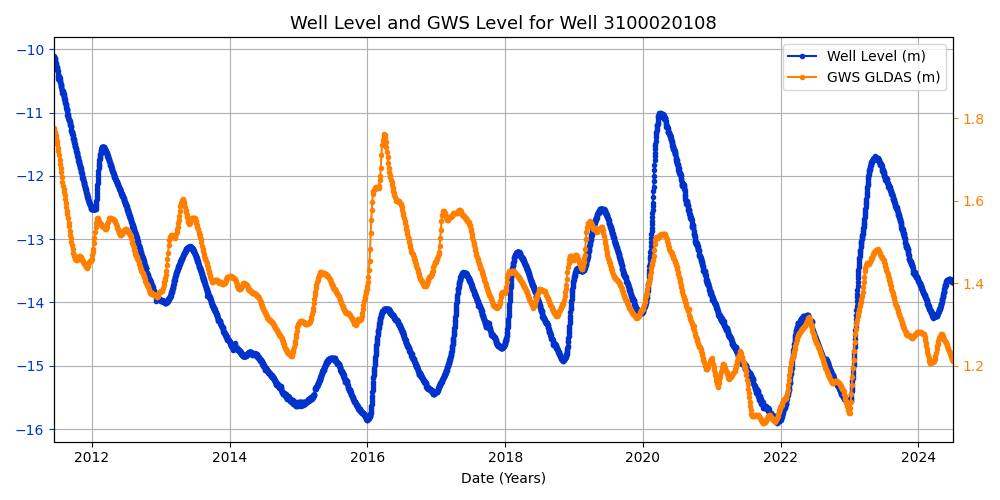 Well Level and GWS Level for Well 3100020108
Well Level (m)
GWS GLDAS (m)
−10
−11
−12
−13
−14
−15
−16
1.8
1.6
1.4
1.2
2012 2014 2016 2018 2020 2022 2024
Date (Years)